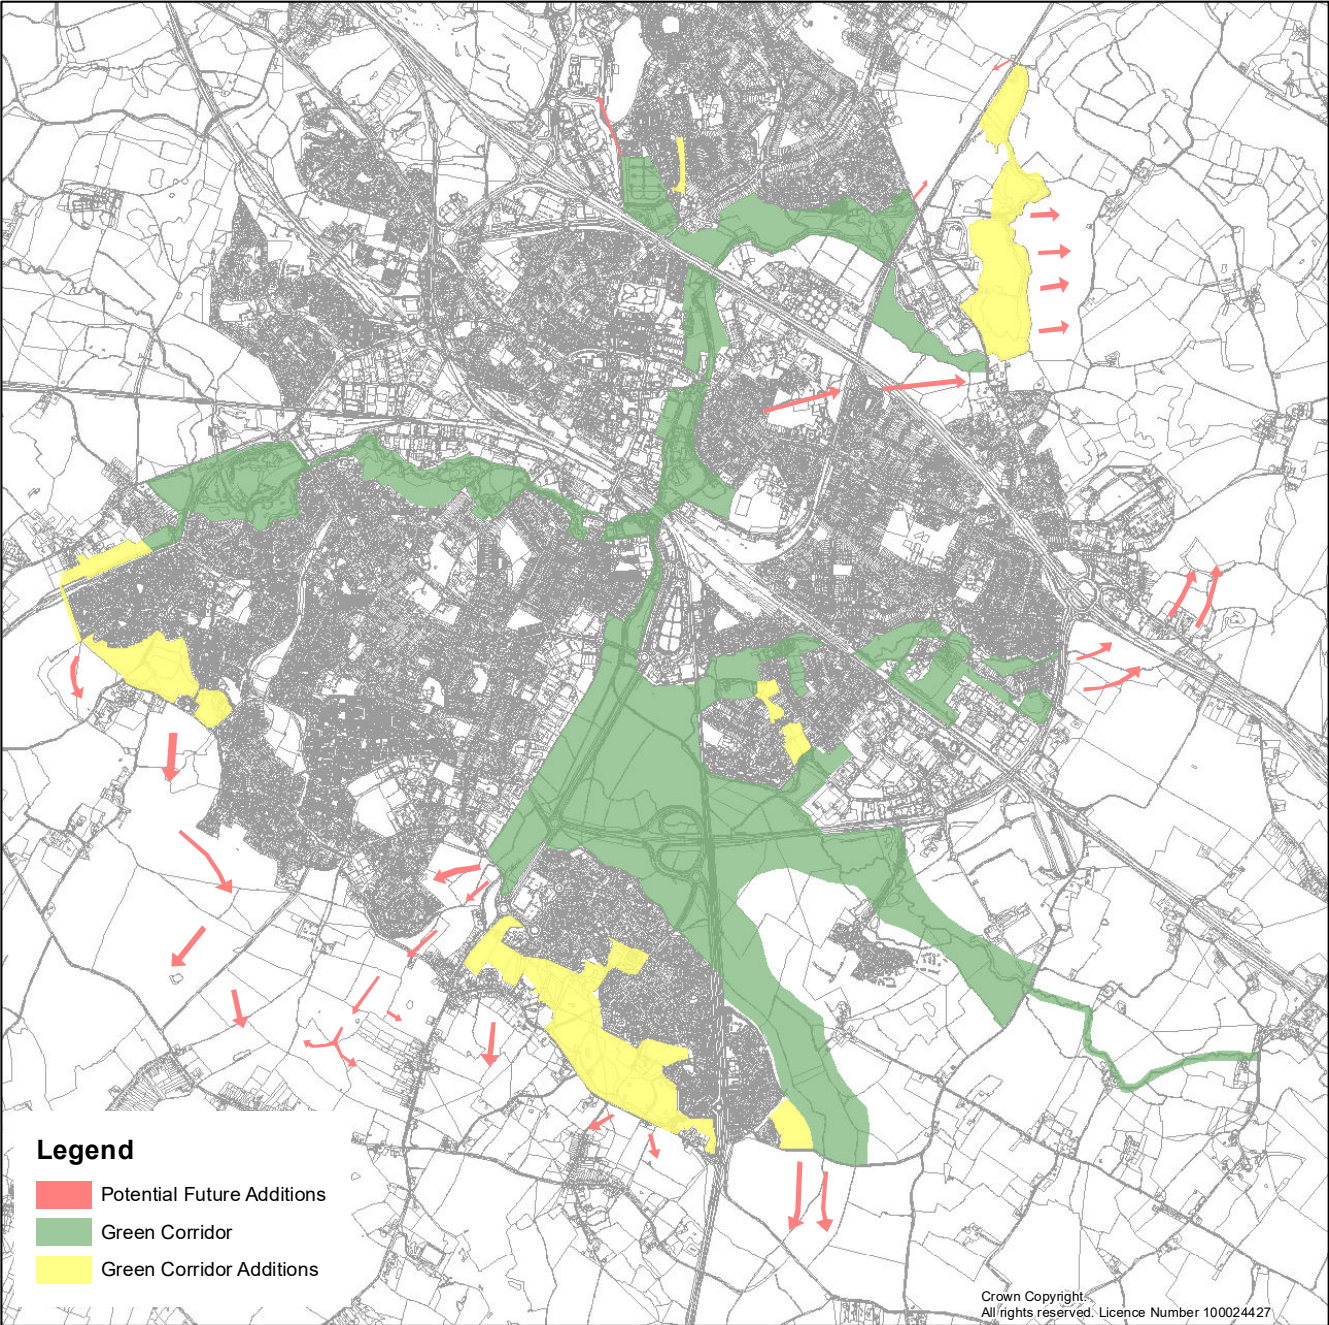 Legend
Potential Future Additions
Green Corridor
Green Corridor Additions
Crown Copyright.
All rights reserved. Licence Number 100024427